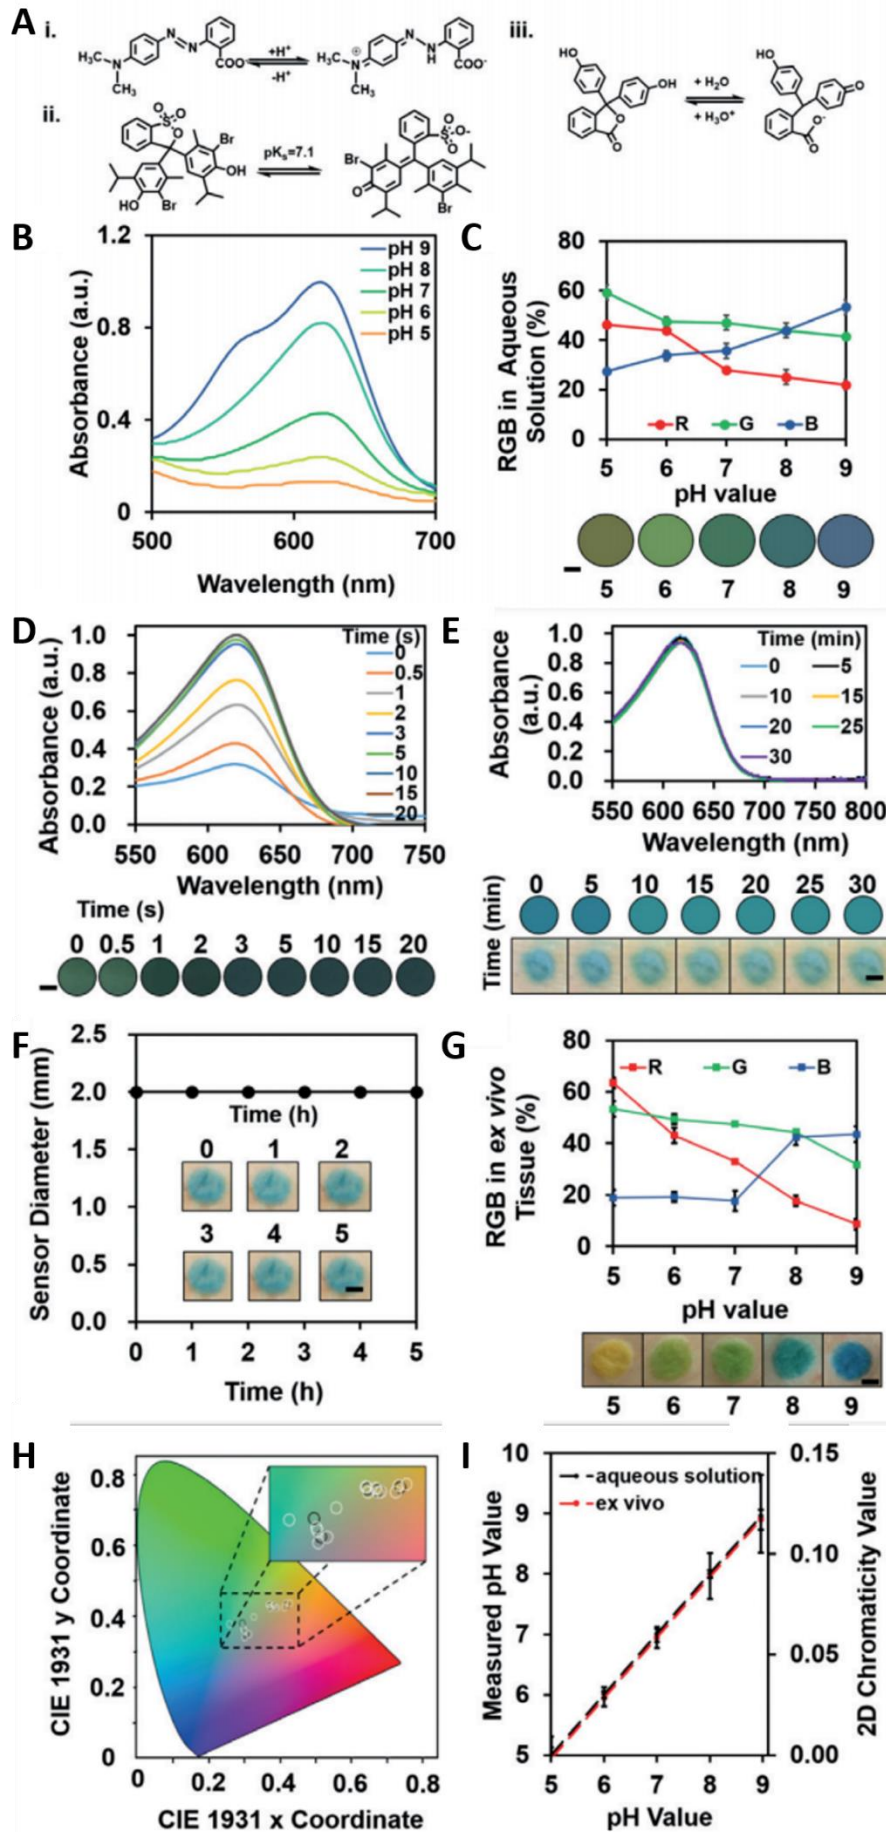 A
i.
N
N
H₃C
N
CH₃
COO⁻
+H⁺
-H⁺
H₃C
N
⊕
CH₃
N
N
H
COO⁻
ii.
O
S
O
O
Br
OH
HO
Br
pKₛ=7.1
O
S
O
O⁻
Br
O
OH
Br
iii.
HO
OH
O
O
+ H₂O
+ H₃O⁺
HO
O
O
O⁻
B
Absorbance (a.u.)
1.2
0.8
0.4
0
500 600 700
Wavelength (nm)
pH 9
pH 8
pH 7
pH 6
pH 5
C
RGB in Aqueous
Solution (%)
80
60
40
20
0
R G B
5 6 7 8 9
pH value
5 6 7 8 9
D
Absorbance (a.u.)
1.0
0.8
0.6
0.4
0.2
0.0
550 600 650 700 750
Wavelength (nm)
Time (s)
0
0.5
1
2
3
5
10
15
20
Time (s)
0 0.5 1 2 3 5 10 15 20
E
Absorbance
(a.u.)
1.0
0.8
0.6
0.4
0.2
0.0
550 600 650 700 750 800
Wavelength (nm)
Time (min)
0 5
10 15
20 25
30
Time (min)
0 5 10 15 20 25 30
F
Sensor Diameter (mm)
2.5
2.0
1.5
1.0
0.5
0.0
Time (h)
0 1 2
3 4 5
0 1 2 3 4 5
Time (h)
G
RGB in ex vivo
Tissue (%)
80
60
40
20
0
R G B
5 6 7 8 9
pH value
5 6 7 8 9
H
CIE 1931 y Coordinate
0.8
0.6
0.4
0.2
0
0 0.2 0.4 0.6 0.8
CIE 1931 x Coordinate
I
Measured pH Value
10
9
8
7
6
5
aqueous solution
ex vivo
5 6 7 8 9
pH Value
0.15
0.10
0.05
0.00
2D Chromaticity Value